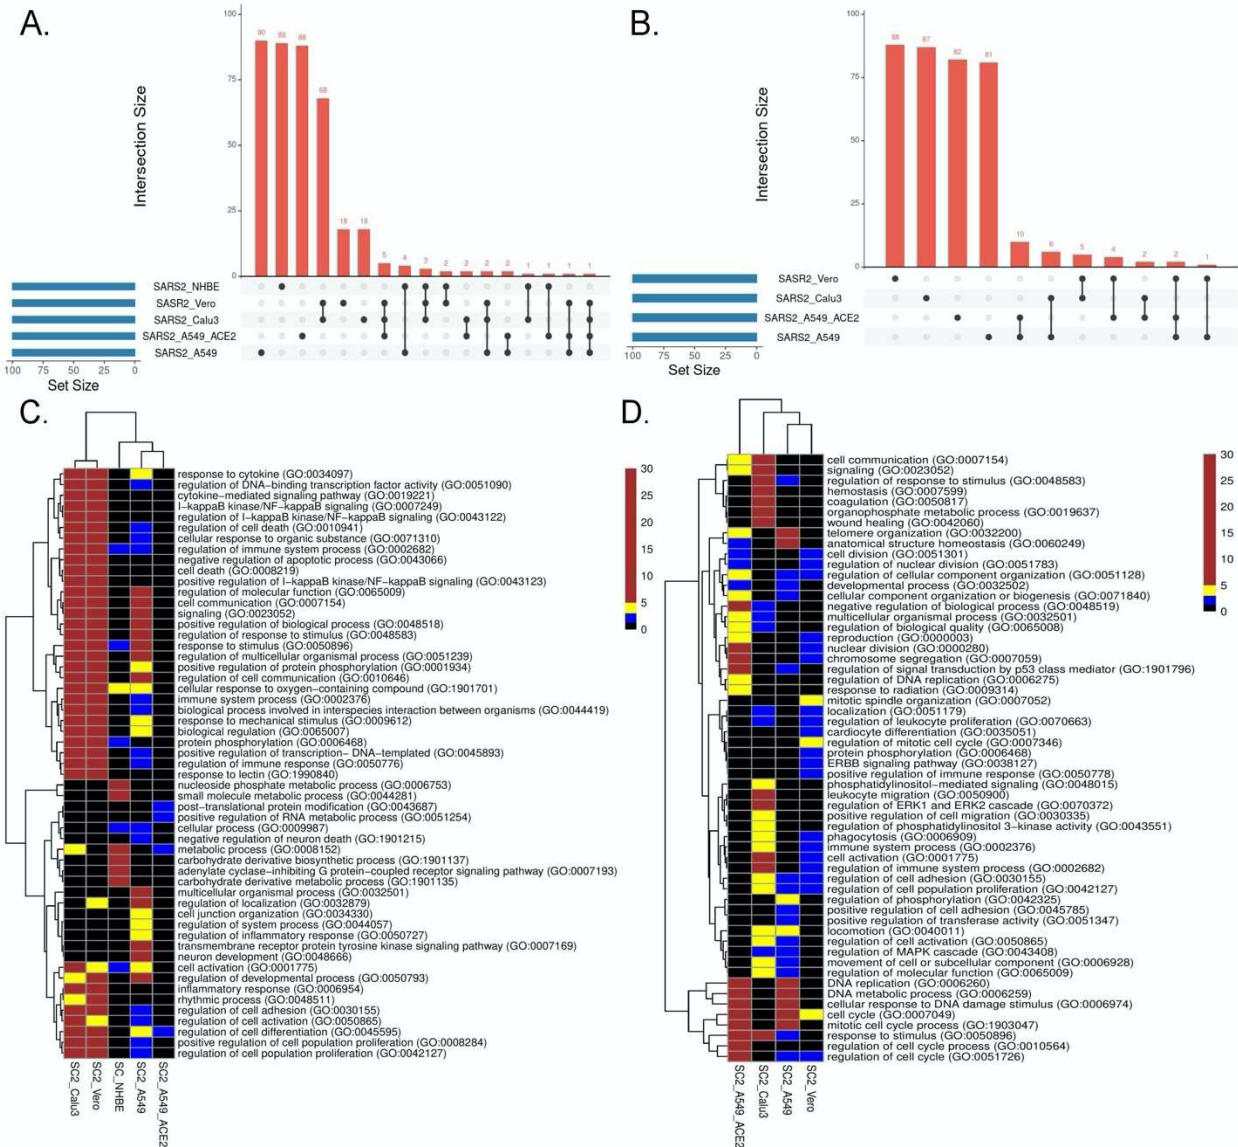 A.
100
75
50
25
0
Intersection Size
90
89
88
68
18
18
5
4
3
2
2
2
2
1
1
1
1
SARS2_NHBE
SASR2_Vero
SARS2_Calu3
SARS2_A549_ACE2
SARS2_A549
100 75 50 25 0
Set Size
B.
100
75
50
25
0
Intersection Size
88
87
82
81
10
6
5
4
2
2
1
SASR2_Vero
SARS2_Calu3
SARS2_A549_ACE2
SARS2_A549
100 75 50 25 0
Set Size
C.
response to cytokine (GO:0034097)
regulation of DNA-binding transcription factor activity (GO:0051090)
cytokine-mediated signaling pathway (GO:0019221)
I-kappaB kinase/NF-kappaB signaling (GO:0007249)
regulation of I-kappaB kinase/NF-kappaB signaling (GO:0043122)
regulation of cell death (GO:0010941)
cellular response to organic substance (GO:0071310)
regulation of immune system process (GO:0002682)
negative regulation of apoptotic process (GO:0043066)
cell death (GO:0008219)
positive regulation of I-kappaB kinase/NF-kappaB signaling (GO:0043123)
regulation of molecular function (GO:0065009)
cell communication (GO:0007154)
signaling (GO:0023052)
positive regulation of biological process (GO:0048518)
regulation of response to stimulus (GO:0048583)
response to stimulus (GO:0050896)
regulation of multicellular organismal process (GO:0051239)
positive regulation of protein phosphorylation (GO:0001934)
regulation of cell communication (GO:0010646)
cellular response to oxygen-containing compound (GO:1901701)
immune system process (GO:0002376)
biological process involved in interspecies interaction between organisms (GO:0044419)
response to mechanical stimulus (GO:0009612)
biological regulation (GO:0065007)
protein phosphorylation (GO:0006468)
positive regulation of transcription- DNA-templated (GO:0045893)
regulation of immune response (GO:0050776)
response to lectin (GO:1990840)
nucleoside phosphate metabolic process (GO:0006753)
small molecule metabolic process (GO:0044281)
post-translational protein modification (GO:0043687)
positive regulation of RNA metabolic process (GO:0051254)
cellular process (GO:0009987)
negative regulation of neuron death (GO:1901215)
metabolic process (GO:0008152)
carbohydrate derivative biosynthetic process (GO:1901137)
adenylate cyclase-inhibiting G protein-coupled receptor signaling pathway (GO:0007193)
carbohydrate derivative metabolic process (GO:1901135)
multicellular organismal process (GO:0032501)
regulation of localization (GO:0032879)
cell junction organization (GO:0034330)
regulation of system process (GO:0044057)
regulation of inflammatory response (GO:0050727)
transmembrane receptor protein tyrosine kinase signaling pathway (GO:0007169)
neuron development (GO:0048666)
cell activation (GO:0001775)
regulation of developmental process (GO:0050793)
inflammatory response (GO:0006954)
rhythmic process (GO:0048511)
regulation of cell adhesion (GO:0030155)
regulation of cell activation (GO:0050865)
regulation of cell differentiation (GO:0045595)
positive regulation of cell population proliferation (GO:0008284)
regulation of cell population proliferation (GO:0042127)
SC2_Calu3
SC2_Vero
SC_NHBE
SC2_A549
SC2_A549_ACE2
30
25
20
15
10
5
0
D.
cell communication (GO:0007154)
signaling (GO:0023052)
regulation of response to stimulus (GO:0048583)
hemostasis (GO:0007599)
coagulation (GO:0050817)
organophosphate metabolic process (GO:0019637)
wound healing (GO:0042060)
telomere organization (GO:0032200)
anatomical structure homeostasis (GO:0060249)
cell division (GO:0051301)
regulation of nuclear division (GO:0051783)
regulation of cellular component organization (GO:0051128)
developmental process (GO:0032502)
cellular component organization or biogenesis (GO:0071840)
negative regulation of biological process (GO:0048519)
multicellular organismal process (GO:0032501)
regulation of biological quality (GO:0065008)
reproduction (GO:0000003)
nuclear division (GO:0000280)
chromosome segregation (GO:0007059)
regulation of signal transduction by p53 class mediator (GO:1901796)
regulation of DNA replication (GO:0006275)
response to radiation (GO:0009314)
mitotic spindle organization (GO:0007052)
localization (GO:0051179)
regulation of leukocyte proliferation (GO:0070663)
cardiocyte differentiation (GO:0035051)
regulation of mitotic cell cycle (GO:0007346)
protein phosphorylation (GO:0006468)
ERBB signaling pathway (GO:0038127)
positive regulation of immune response (GO:0050778)
phosphatidylinositol-mediated signaling (GO:0048015)
leukocyte migration (GO:0050900)
regulation of ERK1 and ERK2 cascade (GO:0070372)
positive regulation of cell migration (GO:0030335)
regulation of phosphatidylinositol 3-kinase activity (GO:0043551)
phagocytosis (GO:0006909)
immune system process (GO:0002376)
cell activation (GO:0001775)
regulation of immune system process (GO:0002682)
regulation of cell adhesion (GO:0030155)
regulation of cell population proliferation (GO:0042127)
regulation of phosphorylation (GO:0042325)
positive regulation of cell adhesion (GO:0045785)
positive regulation of transferase activity (GO:0051347)
locomotion (GO:0040011)
regulation of cell activation (GO:0050865)
regulation of MAPK cascade (GO:0043408)
movement of cell or subcellular component (GO:0006928)
regulation of molecular function (GO:0065009)
DNA replication (GO:0006260)
DNA metabolic process (GO:0006259)
cellular response to DNA damage stimulus (GO:0006974)
cell cycle (GO:0007049)
mitotic cell cycle process (GO:1903047)
response to stimulus (GO:0050896)
regulation of cell cycle process (GO:0010564)
regulation of cell cycle (GO:0051726)
SC2_A549_ACE2
SC2_Calu3
SC2_A549
SC2_Vero
30
25
20
15
10
5
0